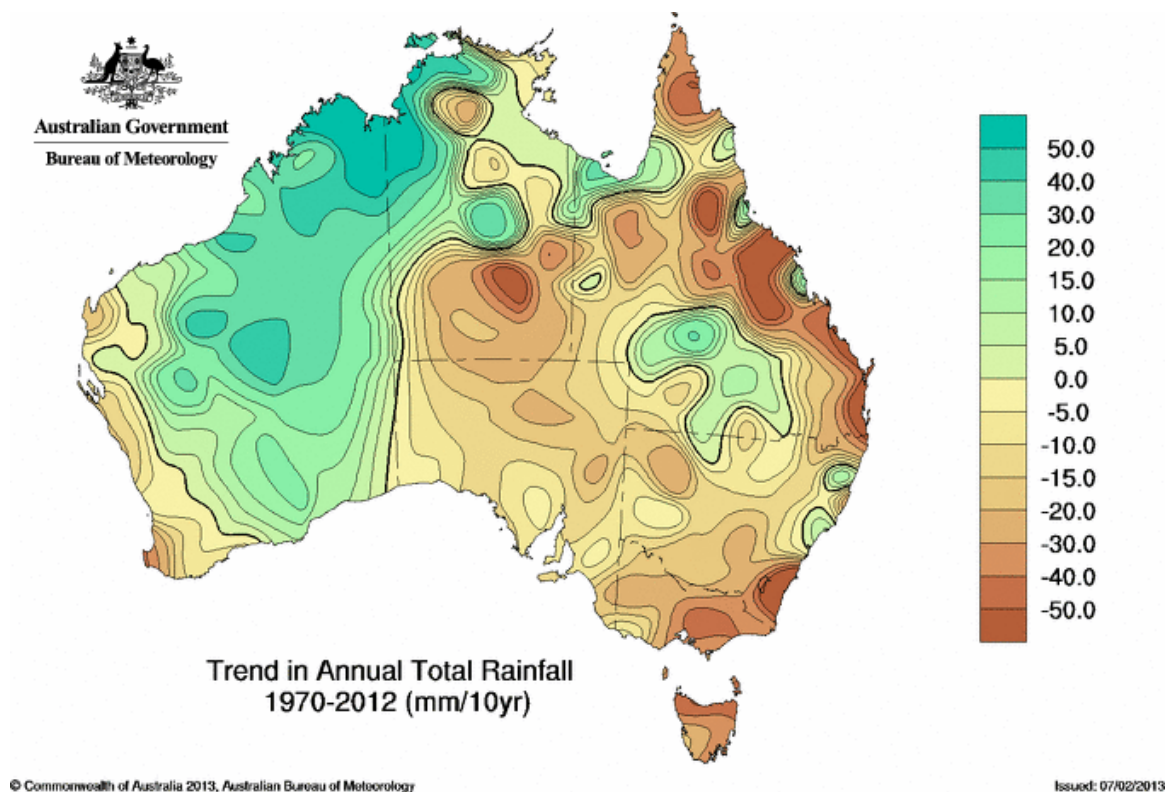 Australian Government
Bureau of Meteorology
50.0
40.0
30.0
20.0
15.0
10.0
5.0
0.0
-5.0
-10.0
-15.0
-20.0
-30.0
-40.0
-50.0
Trend in Annual Total Rainfall
1970-2012 (mm/10yr)
© Commonwealth of Australia 2013, Australian Bureau of Meteorology
Issued: 07/02/2013